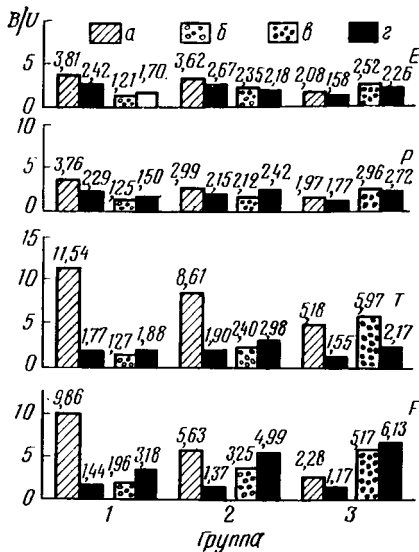 В/U а б в г
5 3,81 2,42 1,21 1,70 3,62 2,67 2,35 2,18 2,08 1,58 2,52 2,26 E
0
10
5 3,76 2,29 1,25 1,50 2,99 2,15 2,19 2,42 1,97 1,77 2,96 2,72 P
0
15
10 11,54 1,77 1,27 1,88 8,61 1,90 2,40 2,98 5,18 1,55 5,97 2,17 T
5
0
10 9,86 1,44 1,96 3,18 5,63 1,37 3,25 4,99 2,28 1,17 5,17 6,13 F
5
0
1 2 3
Группа